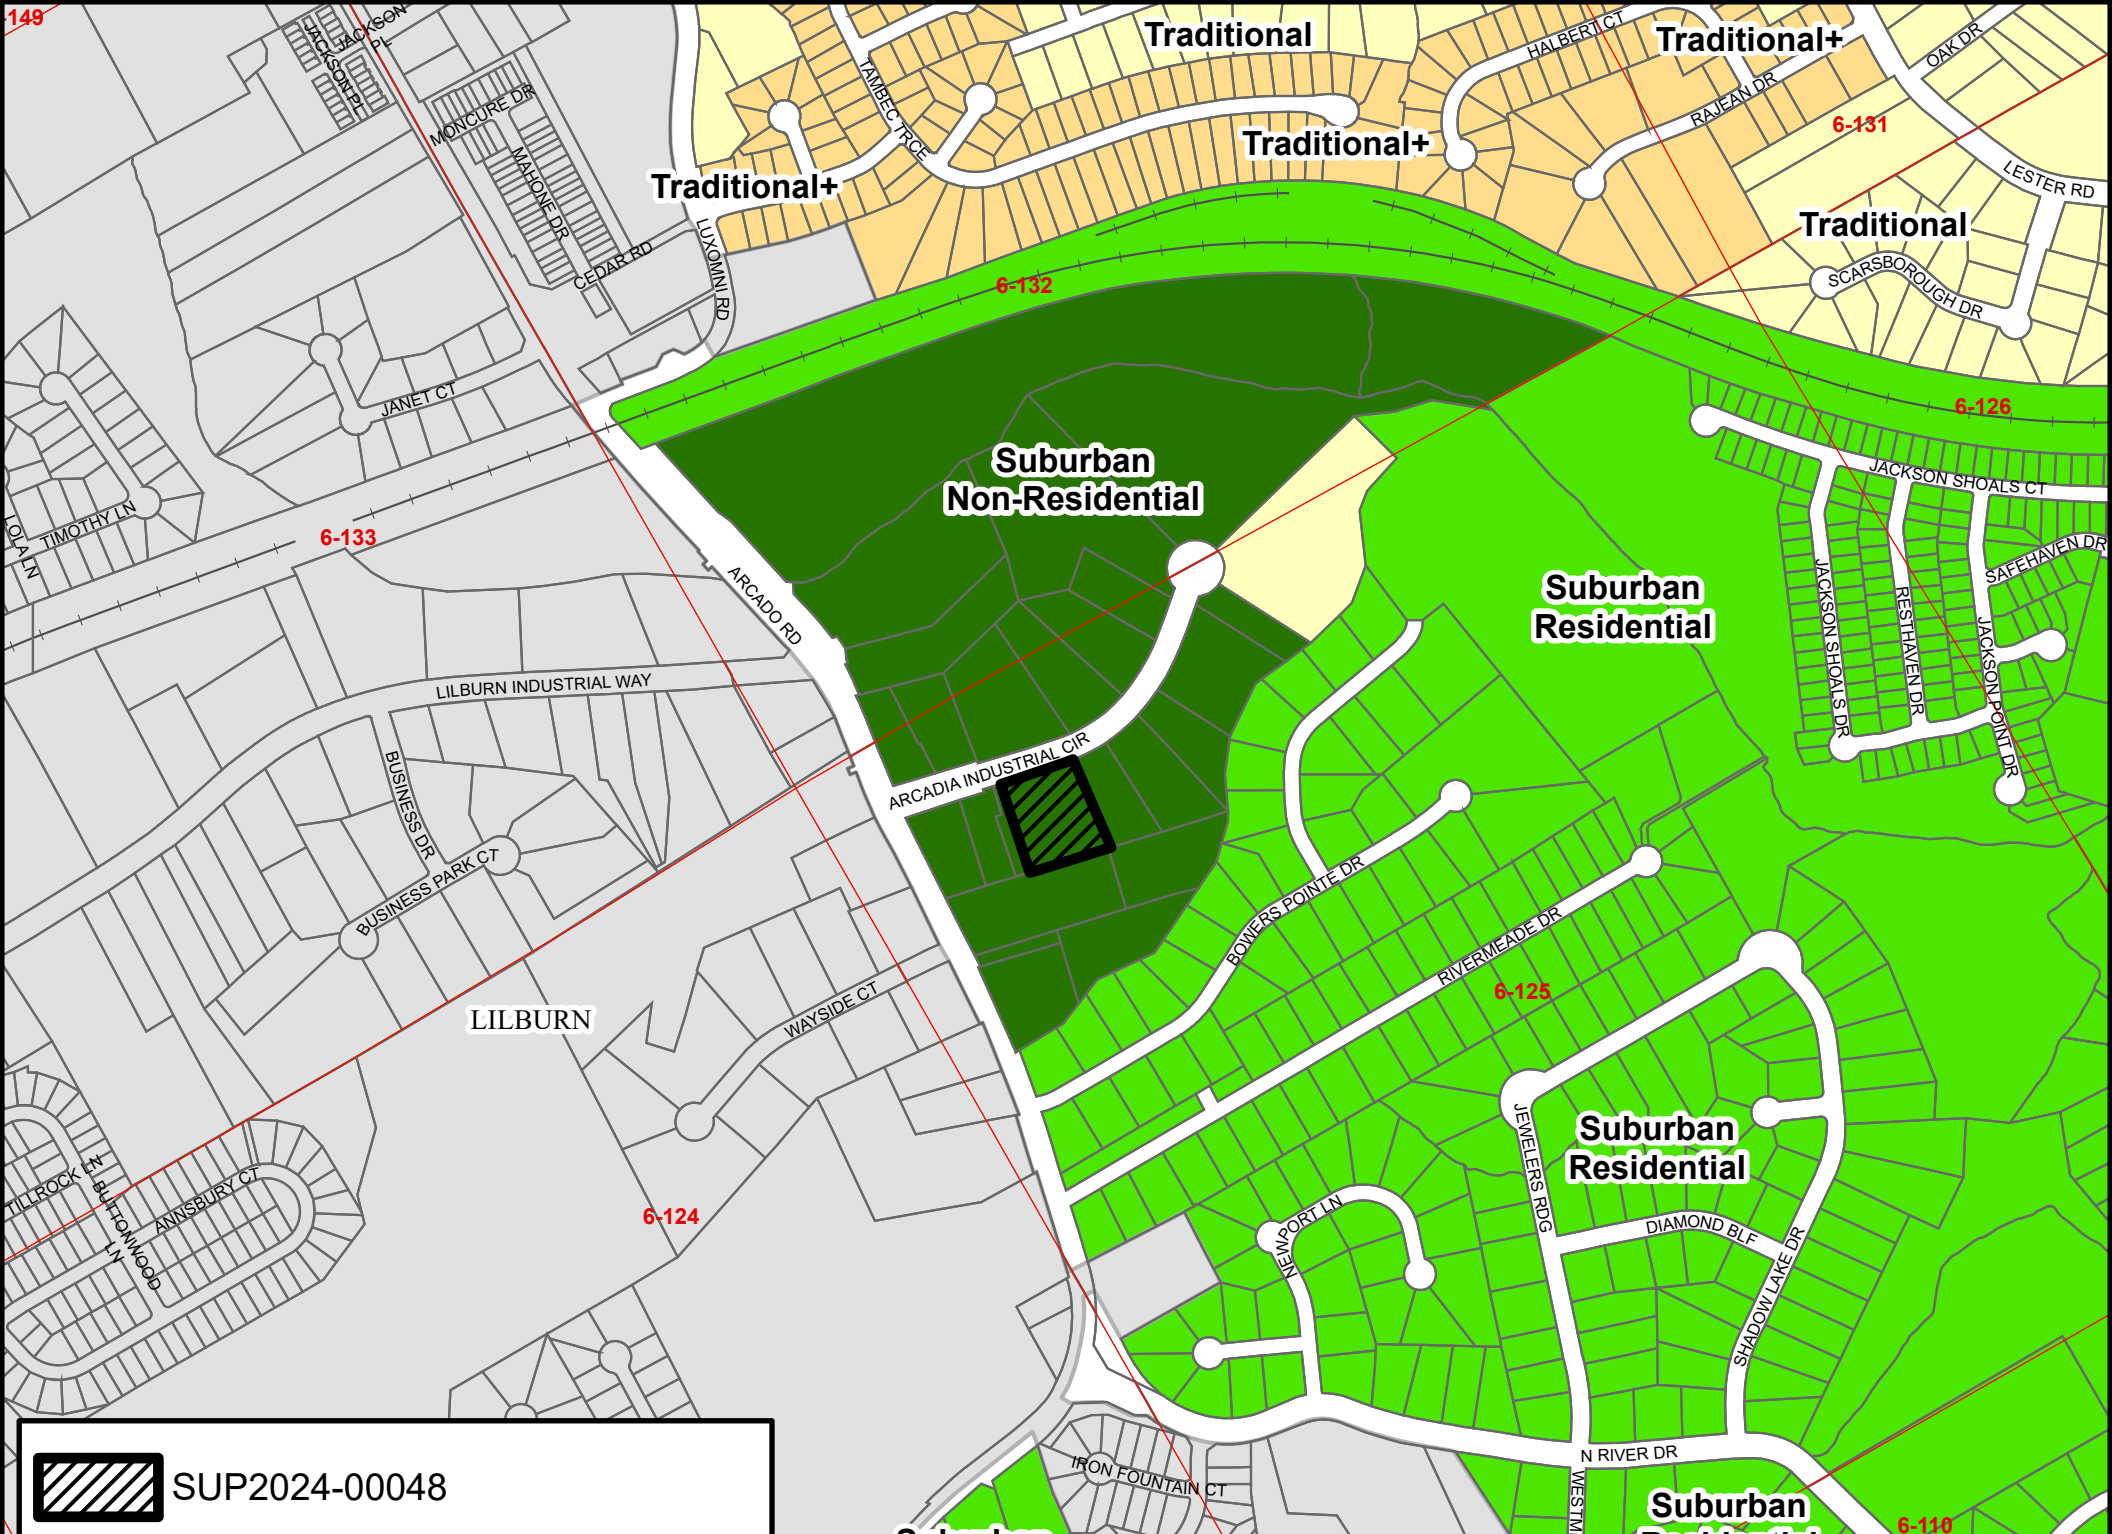 -149
JACKSON
PL
JACKSON PL
Traditional
HALBERT CT
Traditional+
OAK DR
TAMBEC TRCE
MONCURE DR
RAJEAN DR
6-131
Traditional+
MAHONE DR
Traditional+
LESTER RD
LUXOMNI RD
Traditional
CEDAR RD
6-132
SCARSBOROUGH DR
JANET CT
6-126
Suburban
Non-Residential
JACKSON SHOALS CT
TIMOTHY LN
LOLA LN
6-133
SAFEHAVEN DR
ARCADO RD
Suburban
Residential
JACKSON SHOALS DR
RESTHAVEN DR
JACKSON POINT DR
LILBURN INDUSTRIAL WAY
ARCADIA INDUSTRIAL CIR
BUSINESS DR
BUSINESS PARK CT
BOWERS POINTE DR
RIVERMEADE DR
6-125
WAYSIDE CT
LILBURN
JEWELERS RDG
Suburban
Residential
TILLROCK LN
BUTTONWOOD
LN
ANNSBURY CT
6-124
NEWPORT LN
DIAMOND BLF
SHADOW LAKE DR
N RIVER DR
IRON FOUNTAIN CT
WESTM
SUP2024-00048
Suburban
Suburban
Residential
6-110